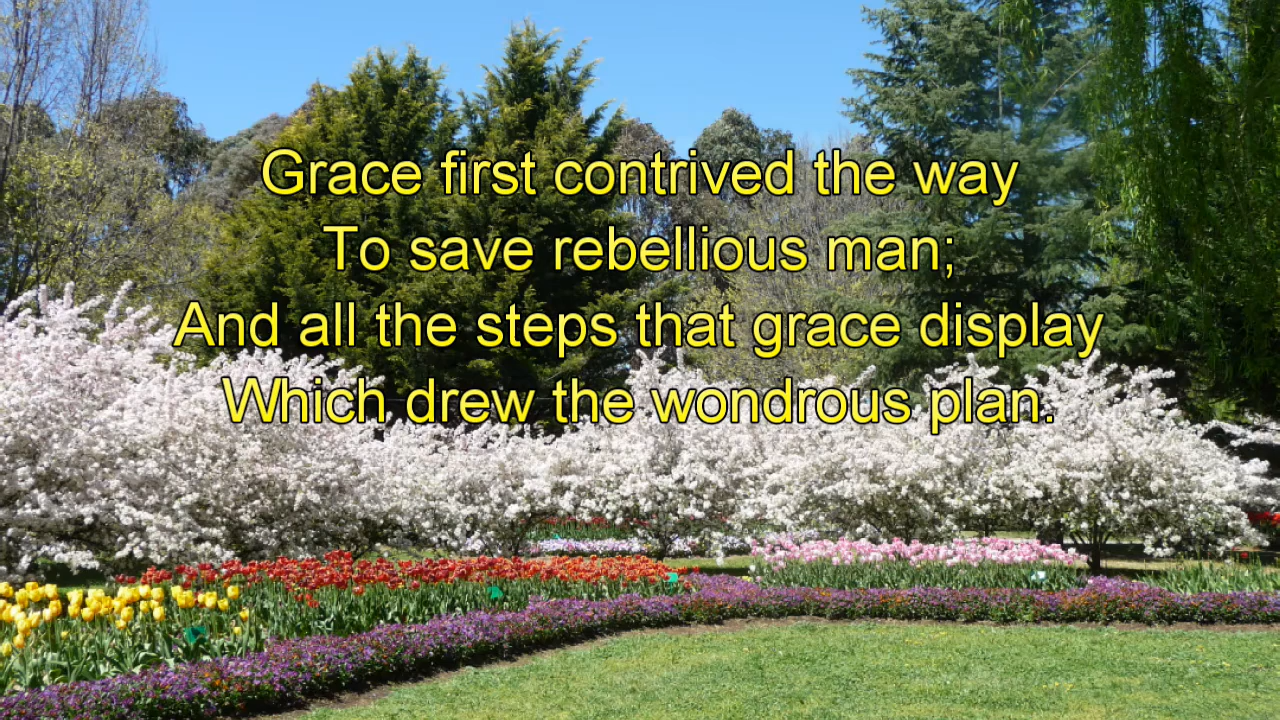 Grace first contrived the way
To save rebellious man;
And all the steps that grace display
Which drew the wondrous plan.